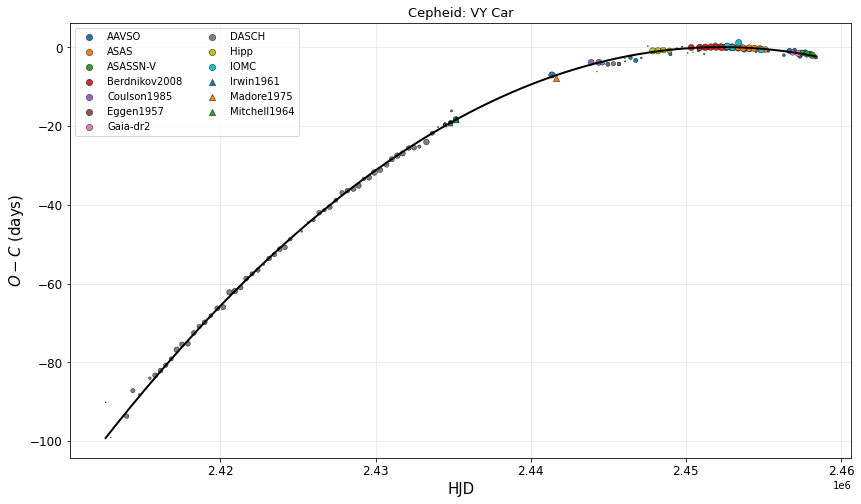 Cepheid: VY Car
AAVSO
ASAS
ASASSN-V
Berdnikov2008
Coulson1985
Eggen1957
Gaia-dr2
DASCH
Hipp
IOMC
Irwin1961
Madore1975
Mitchell1964
O − C (days)
0
−20
−40
−60
−80
−100
2.42
2.43
2.44
2.45
2.46
1e6
HJD